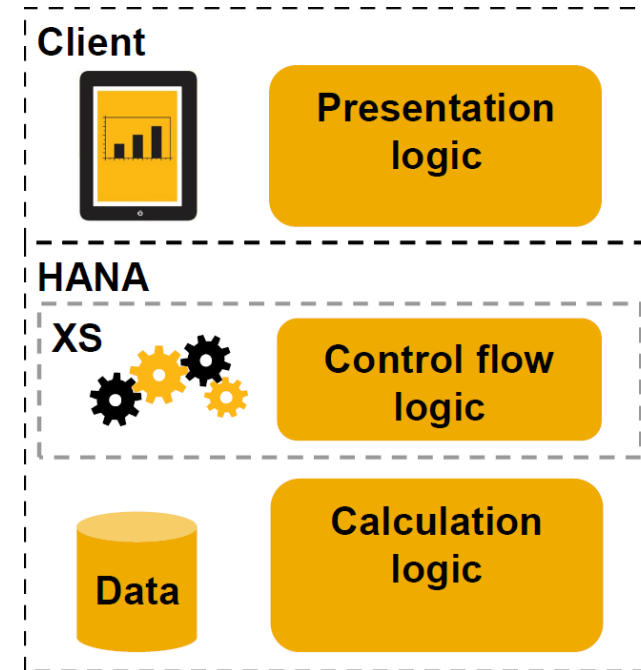 Client
Presentation
logic
HANA
XS
Control flow
logic
Calculation
logic
Data